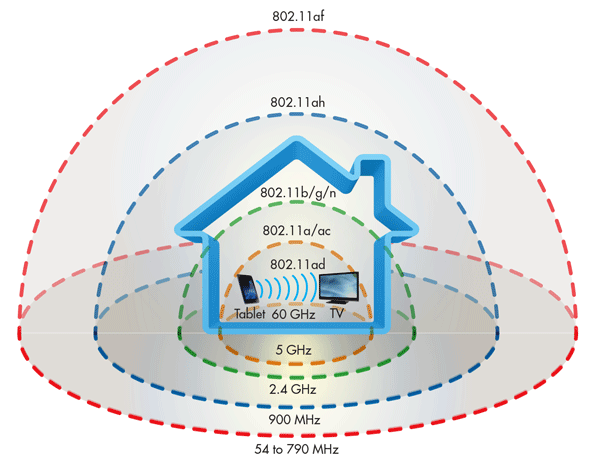 802.11af
802.11ah
802.11b/g/n
802.11a/ac
802.11ad
Tablet 60 GHz TV
5 GHz
2.4 GHz
900 MHz
54 to 790 MHz